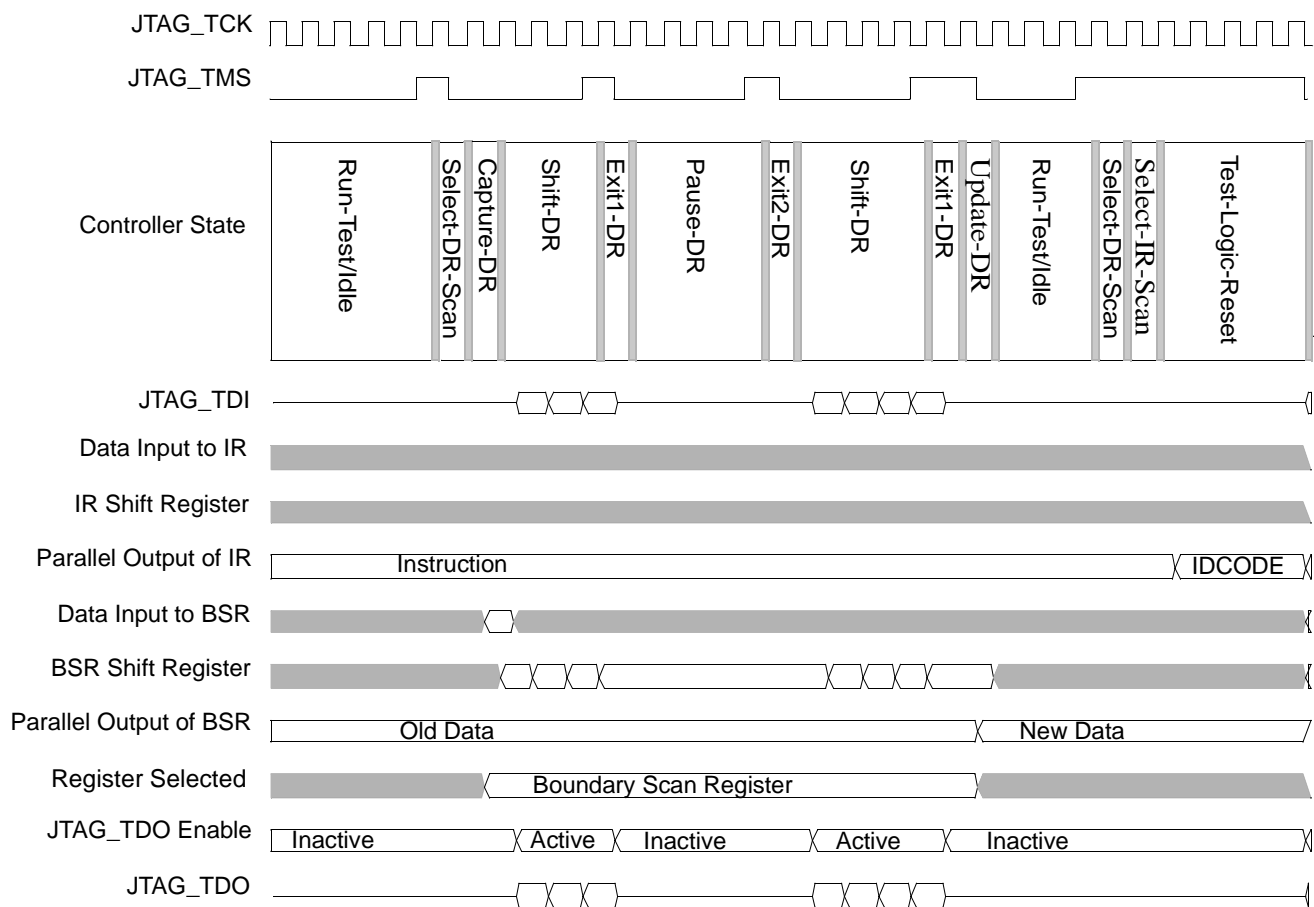 JTAG_TCK
JTAG_TMS
Controller State
Run-Test/Idle
Select-DR-Scan
Capture-DR
Shift-DR
Exit1-DR
Pause-DR
Exit2-DR
Shift-DR
Exit1-DR
Update-DR
Run-Test/Idle
Select-DR-Scan
Select-IR-Scan
Test-Logic-Reset
JTAG_TDI
Data Input to IR
IR Shift Register
Parallel Output of IR
Instruction
IDCODE
Data Input to BSR
BSR Shift Register
Parallel Output of BSR
Old Data
New Data
Register Selected
Boundary Scan Register
JTAG_TDO Enable
Inactive
Active
Inactive
Active
Inactive
JTAG_TDO